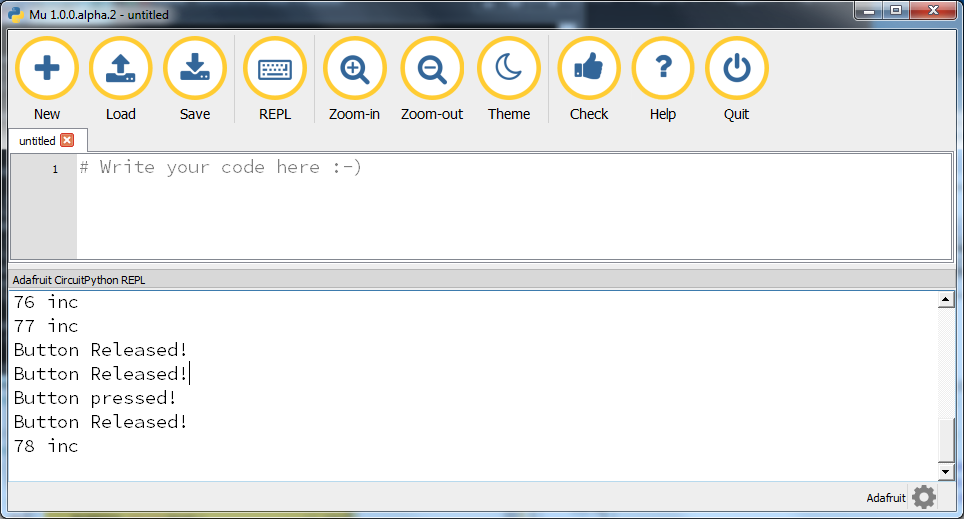 Mu 1.0.0.alpha.2 - untitled
New Load Save REPL Zoom-in Zoom-out Theme Check Help Quit
untitled
1 # Write your code here :-)
Adafruit CircuitPython REPL
76 inc
77 inc
Button Released!
Button Released!
Button pressed!
Button Released!
78 inc
Adafruit